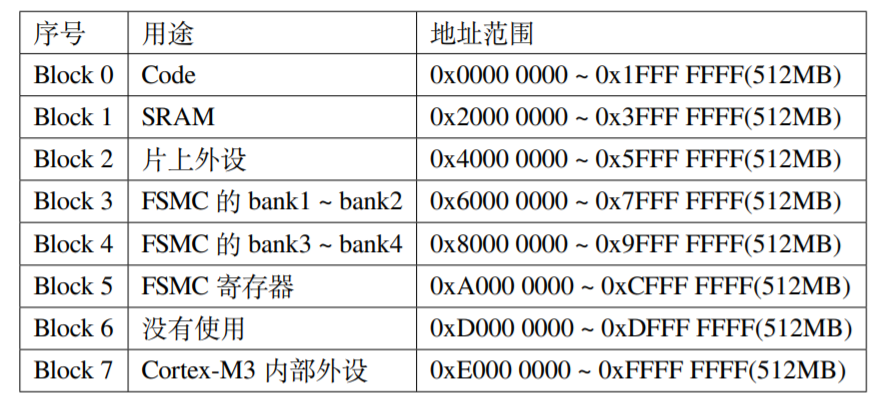 序号 用途 地址范围
Block 0 Code 0x0000 0000 ~ 0x1FFF FFFF(512MB)
Block 1 SRAM 0x2000 0000 ~ 0x3FFF FFFF(512MB)
Block 2 片上外设 0x4000 0000 ~ 0x5FFF FFFF(512MB)
Block 3 FSMC 的 bank1 ~ bank2 0x6000 0000 ~ 0x7FFF FFFF(512MB)
Block 4 FSMC 的 bank3 ~ bank4 0x8000 0000 ~ 0x9FFF FFFF(512MB)
Block 5 FSMC 寄存器 0xA000 0000 ~ 0xCFFF FFFF(512MB)
Block 6 没有使用 0xD000 0000 ~ 0xDFFF FFFF(512MB)
Block 7 Cortex-M3 内部外设 0xE000 0000 ~ 0xFFFF FFFF(512MB)